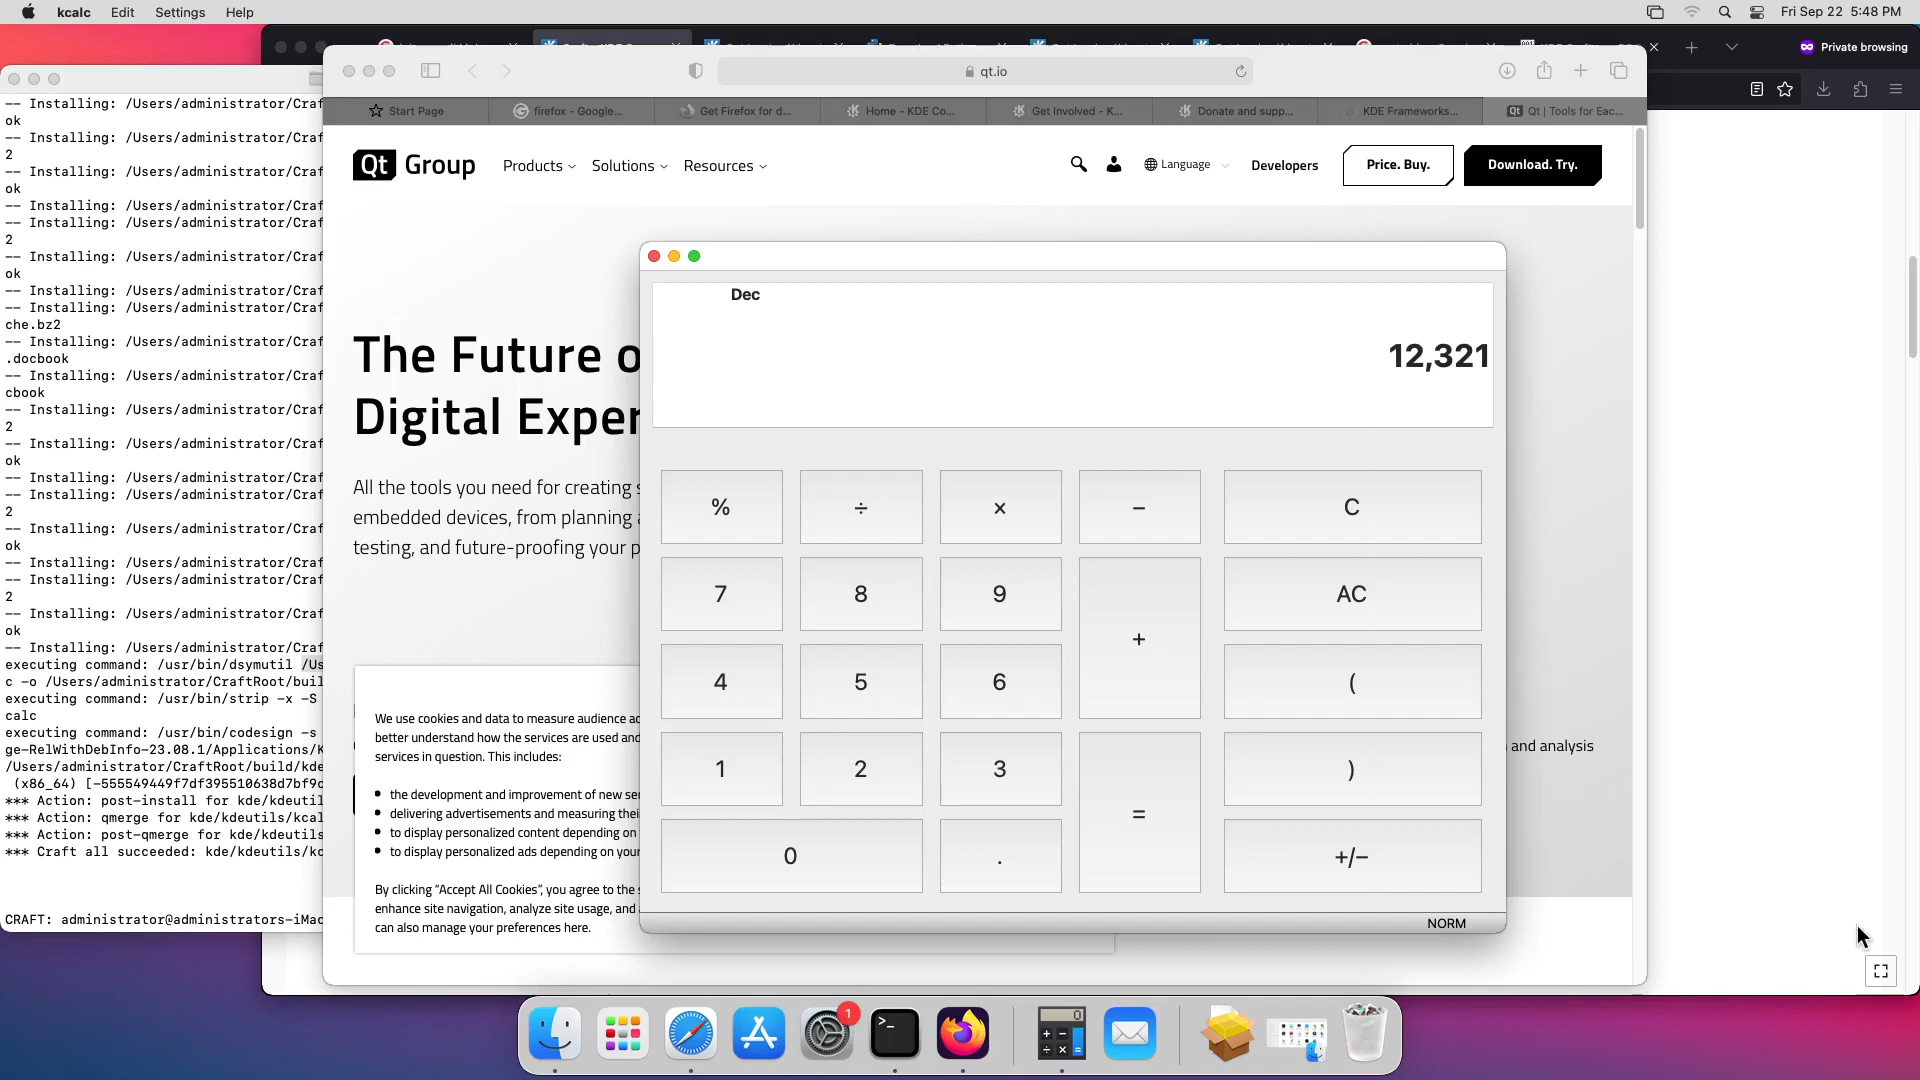 kcalc Edit Settings Help
Fri Sep 22 5:48 PM
Private browsing
qt.io
Start Page
firefox - Google...
Get Firefox for d...
Home - KDE Co...
Get Involved - K...
Donate and supp...
KDE Frameworks...
Qt | Tools for Eac...
Qt Group
Products
Solutions
Resources
Language
Developers
Price. Buy.
Download. Try.
The Future o
Digital Exper
All the tools you need for creating s
embedded devices, from planning a
testing, and future-proofing your p
and analysis
We use cookies and data to measure audience
better understand how the services are used and
services in question. This includes:
the development and improvement of new ser
delivering advertisements and measuring thei
to display personalized content depending on
to display personalized ads depending on your
By clicking “Accept All Cookies”, you agree to the s
enhance site navigation, analyze site usage, and
can also manage your preferences here.
-- Installing: /Users/administrator/Craf
ok
-- Installing: /Users/administrator/Craf
2
-- Installing: /Users/administrator/Craf
ok
-- Installing: /Users/administrator/Craf
-- Installing: /Users/administrator/Craf
2
-- Installing: /Users/administrator/Craf
ok
-- Installing: /Users/administrator/Craf
-- Installing: /Users/administrator/Craf
che.bz2
-- Installing: /Users/administrator/Craf
.docbook
-- Installing: /Users/administrator/Craf
cbook
-- Installing: /Users/administrator/Craf
2
-- Installing: /Users/administrator/Craf
ok
-- Installing: /Users/administrator/Craf
-- Installing: /Users/administrator/Craf
2
-- Installing: /Users/administrator/Craf
ok
-- Installing: /Users/administrator/Craf
-- Installing: /Users/administrator/Craf
2
-- Installing: /Users/administrator/Craf
ok
-- Installing: /Users/administrator/Craf
executing command: /usr/bin/dsymutil /Us
c -o /Users/administrator/CraftRoot/buil
executing command: /usr/bin/strip -x -S
calc
executing command: /usr/bin/codesign -s
ge-RelWithDebInfo-23.08.1/Applications/K
/Users/administrator/CraftRoot/build/kde
(x86_64) [-555549449f7df395510638d7bf9c
*** Action: post-install for kde/kdeutil
*** Action: qmerge for kde/kdeutils/kcal
*** Action: post-qmerge for kde/kdeutils
*** Craft all succeeded: kde/kdeutils/kc
CRAFT: administrator@administrators-iMac
Dec
12,321
% ÷ × − C
7 8 9 + AC
4 5 6 (
1 2 3 = )
0 . +/−
NORM
1
0